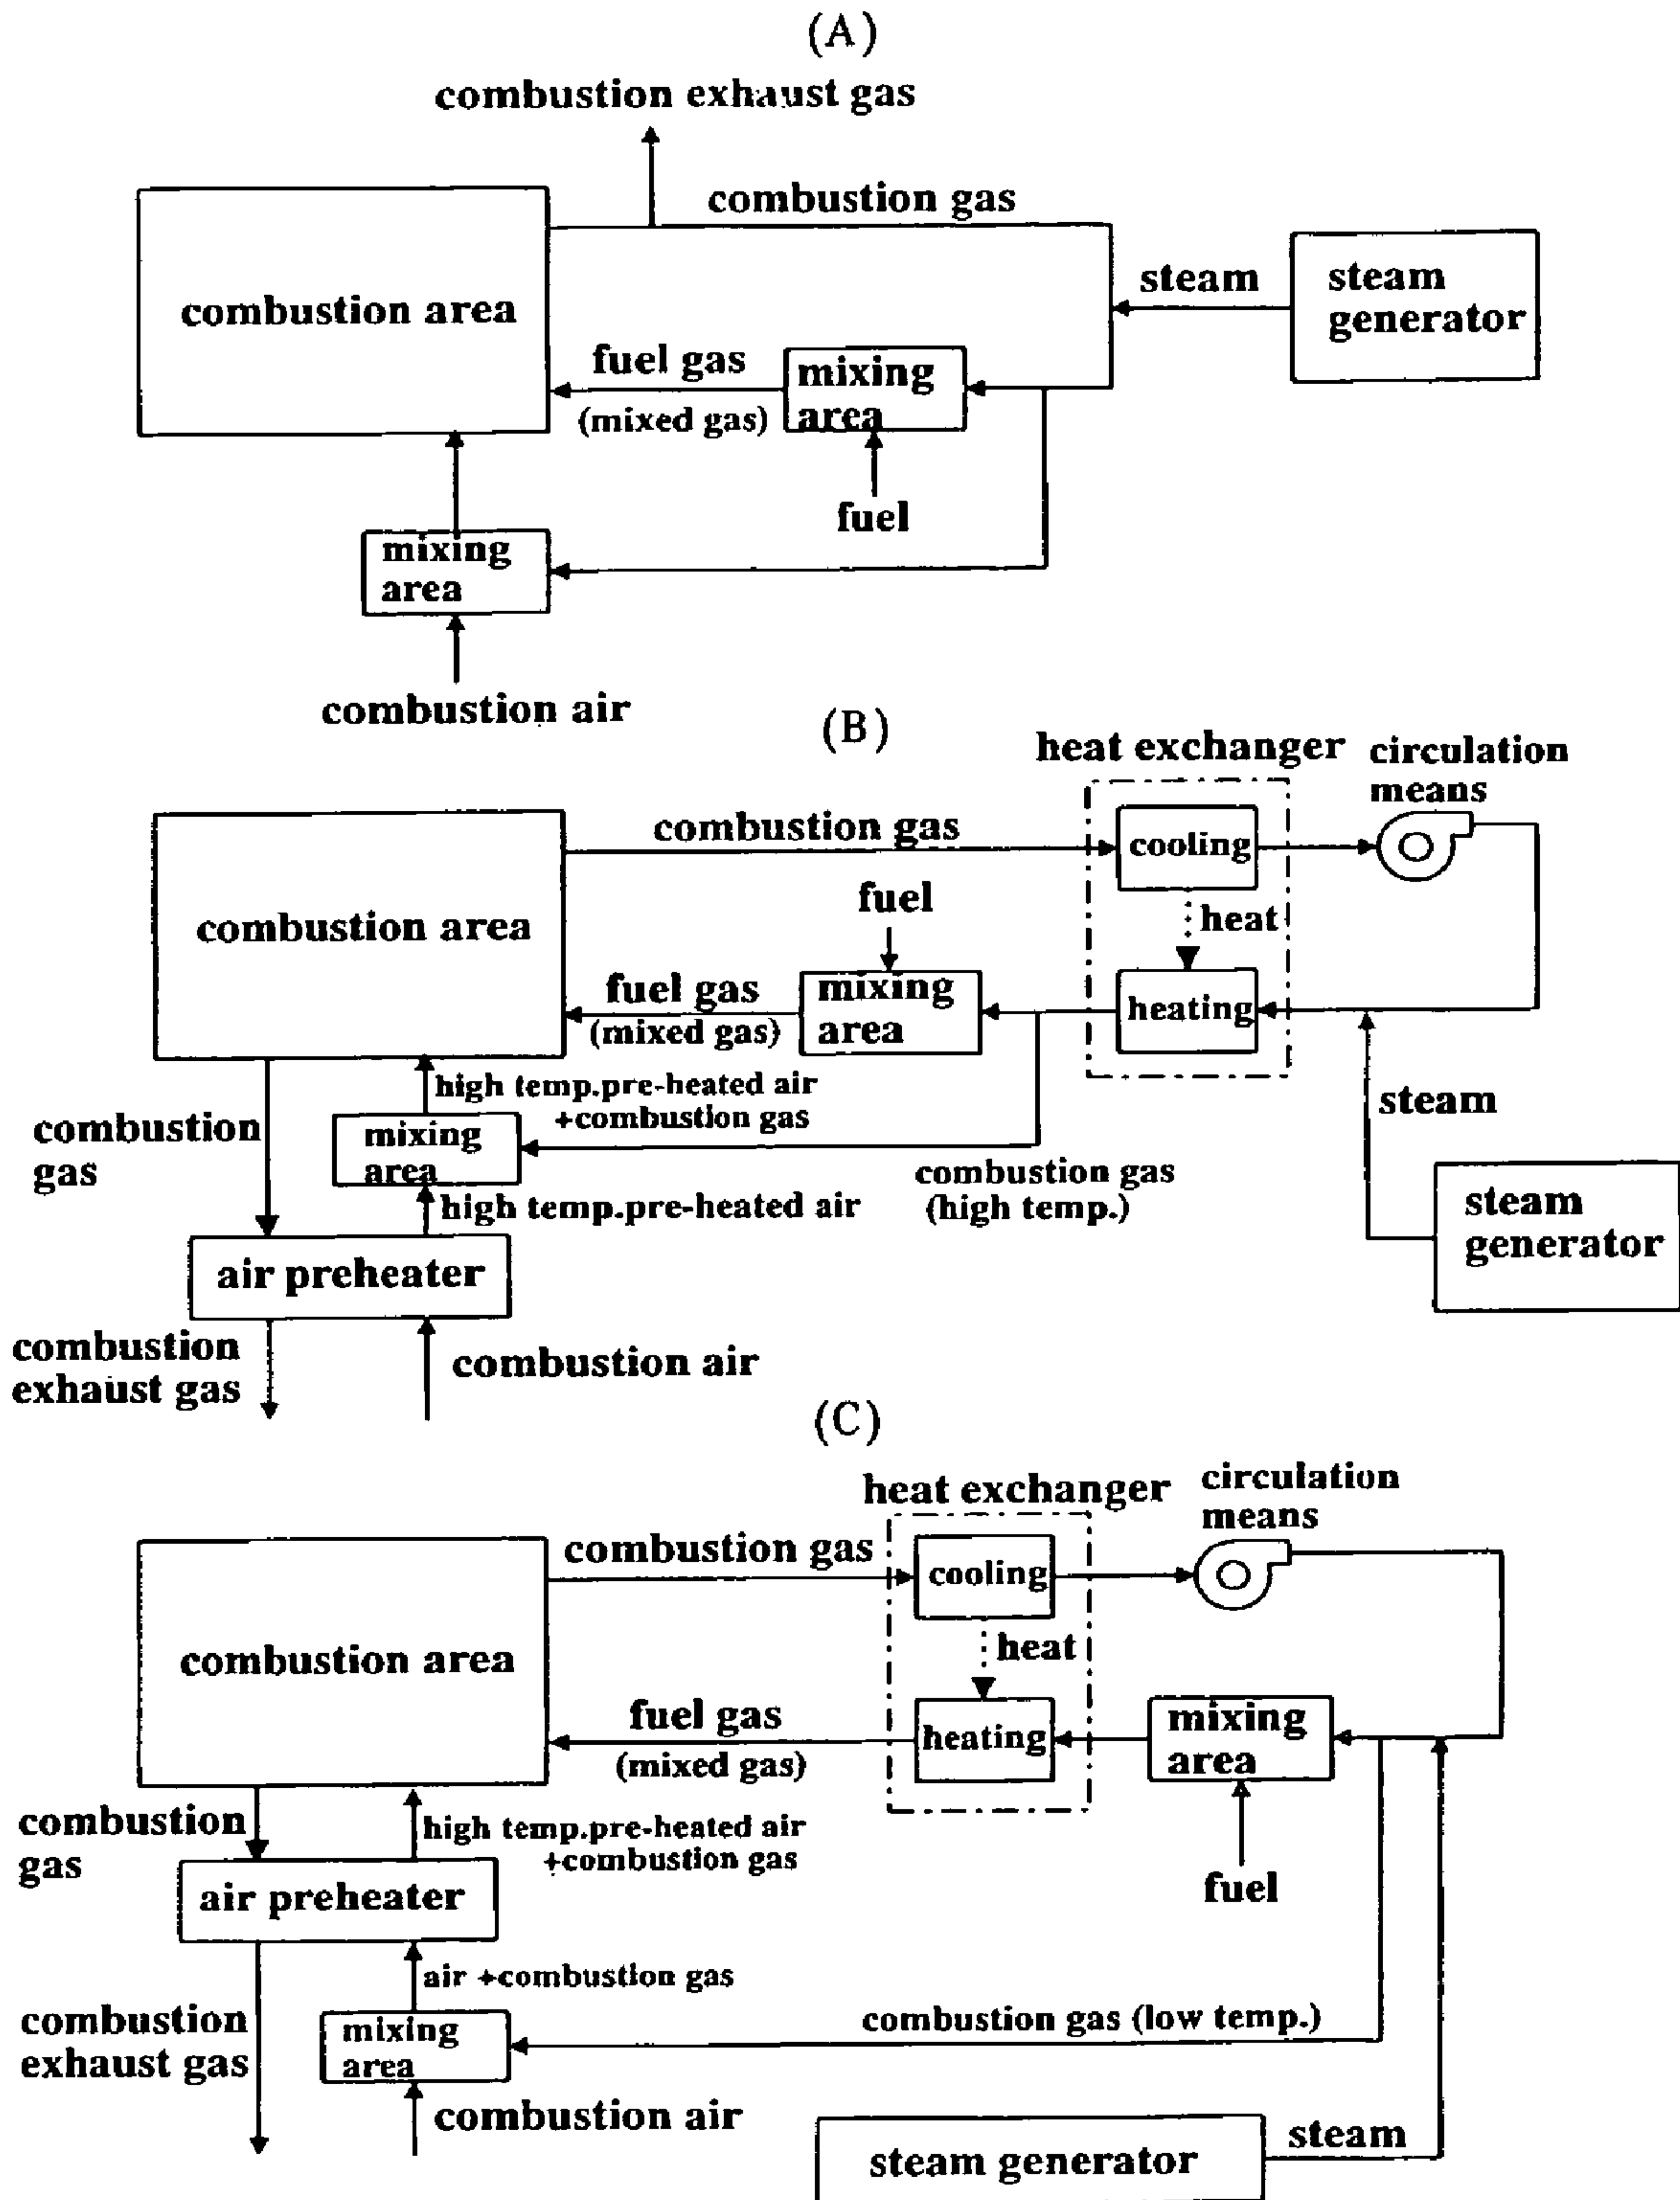 (A)
combustion exhaust gas
combustion gas
combustion area
steam
steam
generator
fuel gas
(mixed gas)
mixing
area
fuel
mixing
area
combustion air
(B)
heat exchanger
circulation
means
combustion gas
cooling
fuel
heat
combustion area
fuel gas
(mixed gas)
mixing
area
heating
high temp.pre-heated air
+combustion gas
steam
combustion
gas
mixing
area
combustion gas
(high temp.)
high temp.pre-heated air
steam
generator
air preheater
combustion
exhaust gas
combustion air
(C)
heat exchanger
circulation
means
combustion gas
cooling
heat
combustion area
fuel gas
(mixed gas)
heating
mixing
area
combustion
gas
high temp.pre-heated air
+combustion gas
fuel
air preheater
air +combustion gas
combustion
exhaust gas
mixing
area
combustion gas (low temp.)
combustion air
steam
steam generator